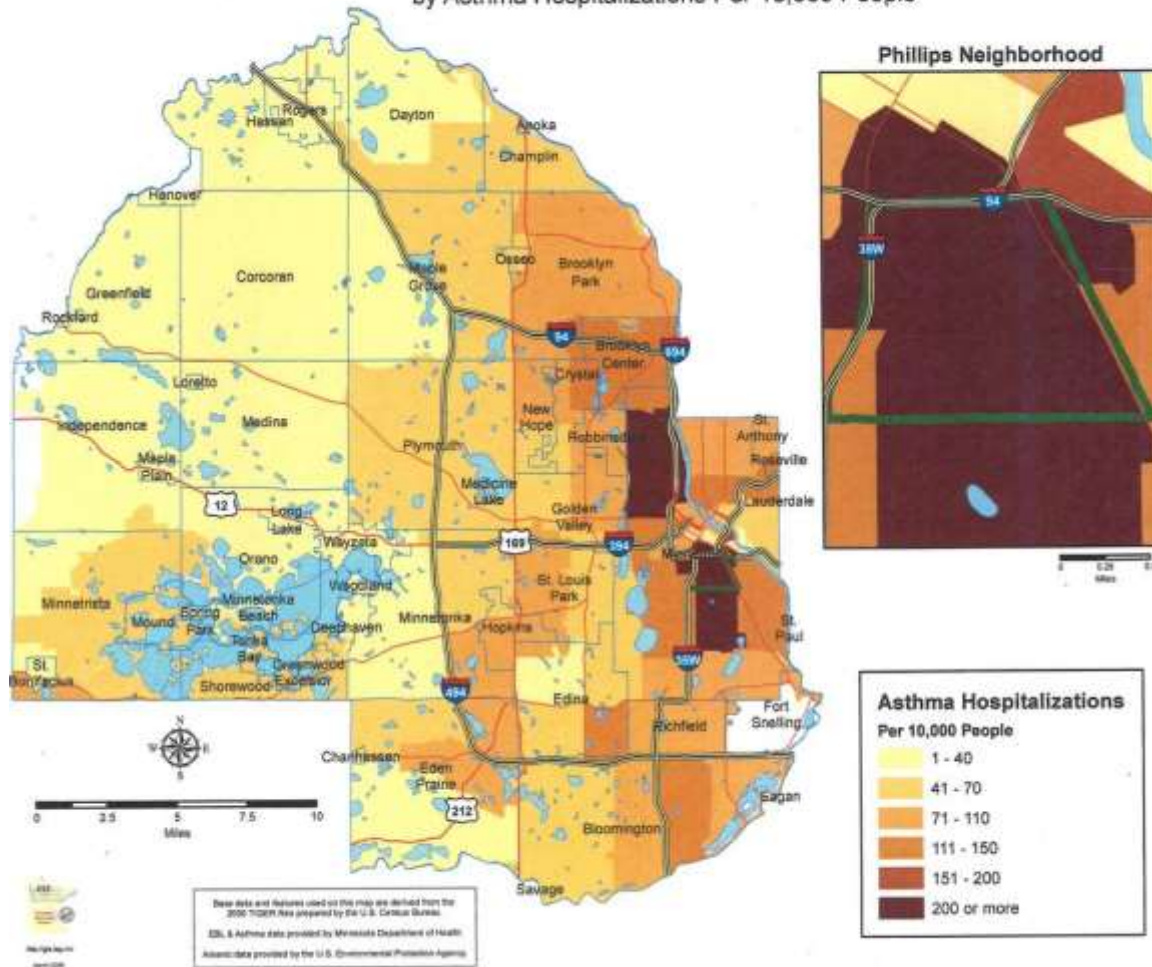 by Asthma Hospitalizations Per 10,000 People
Phillips Neighborhood
94
35W
0 0.25
Miles
Rogers
Hassan
Dayton
Anoka
Champlin
Hanover
Corcoran
Maple
Grove
Osseo
Brooklyn
Park
Greenfield
Rockford
94
694
Brooklyn
Center
Crystal
Loretto
New
Hope
Robbinsdale
Independence
Medina
Plymouth
St.
Anthony
Roseville
Maple
Plain
Medicine
Lake
Lauderdale
12
Long
Lake
Golden
Valley
Wayzata
169
394
Orono
Woodland
St. Louis
Park
Minnetrista
Minnetonka
Beach
Mound
Spring
Park
Minnetonka
Deephaven
Hopkins
Tonka
Bay
St.
Paul
Greenwood
Excelsior
35W
St.
Bonifacius
Shorewood
494
Edina
Fort
Snelling
Richfield
N
W E
S
Chanhassen
Eden
Prairie
212
Eagan
Bloomington
0 2.5 5 7.5 10
Miles
Savage
Asthma Hospitalizations
Per 10,000 People
1 - 40
41 - 70
71 - 110
111 - 150
151 - 200
200 or more
Base data and features used on this map are derived from the
2000 TIGER files prepared by the U.S. Census Bureau.
EBL & Asthma data provided by Minnesota Department of Health
Arsenic data provided by the U.S. Environmental Protection Agency